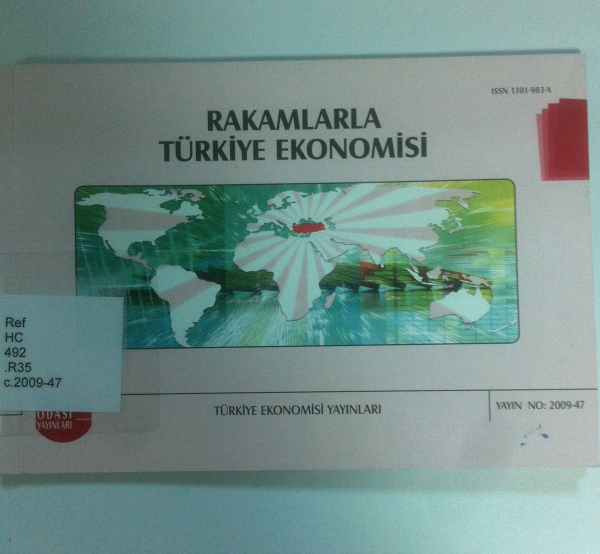 ISSN 1301-983-X
RAKAMLARLA
TÜRKİYE EKONOMİSİ
Ref
HC
492
.R35
c.2009-47
ODASI
YAYINLARI
TÜRKİYE EKONOMİSİ YAYINLARI
YAYIN NO: 2009-47